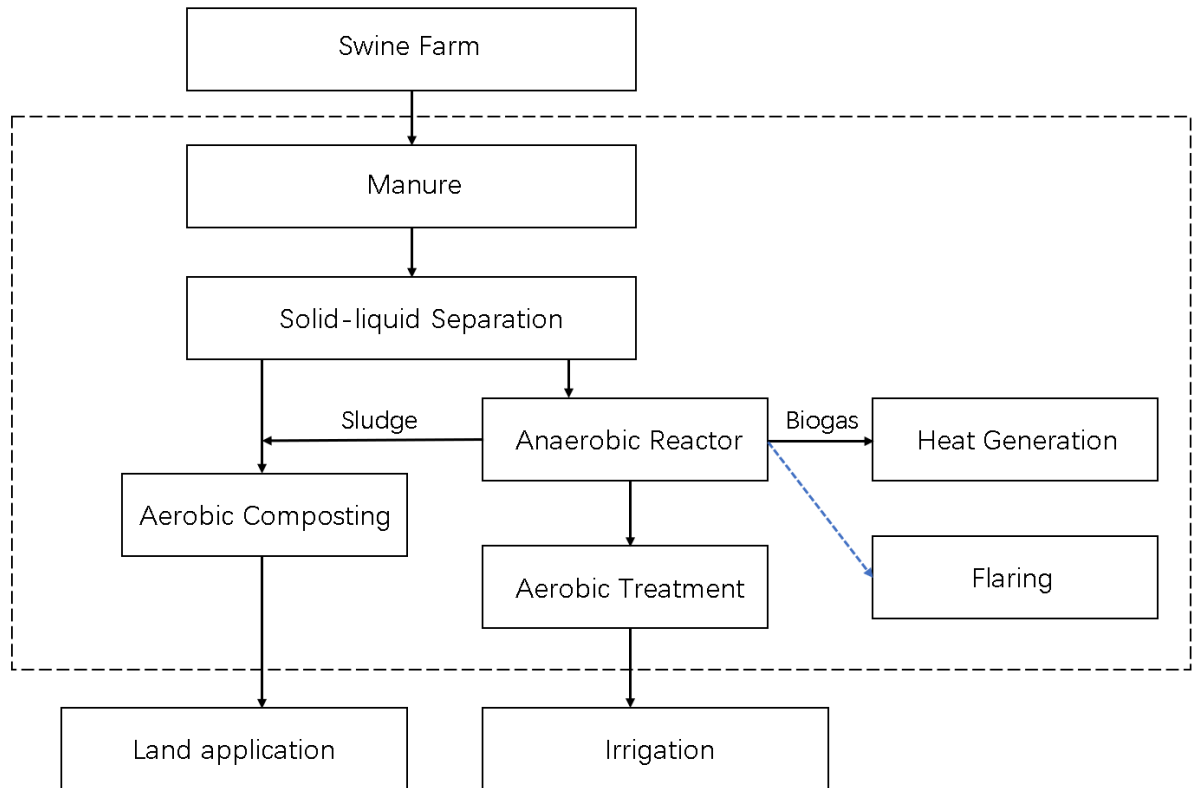 Swine Farm
Manure
Solid-liquid Separation
Sludge
Anaerobic Reactor
Biogas
Heat Generation
Aerobic Composting
Aerobic Treatment
Flaring
Land application
Irrigation